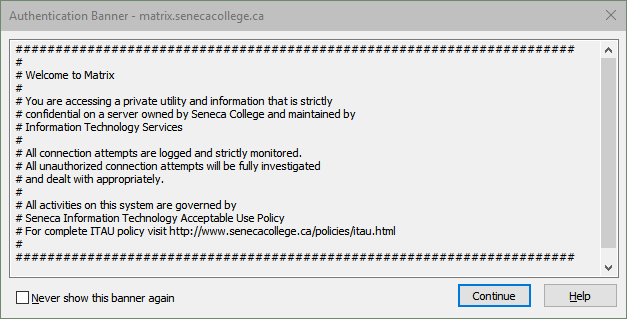 Authentication Banner - matrix.senecacollege.ca
######################################################################
#
# Welcome to Matrix
#
# You are accessing a private utility and information that is strictly
# confidential on a server owned by Seneca College and maintained by
# Information Technology Services
#
# All connection attempts are logged and strictly monitored.
# All unauthorized connection attempts will be fully investigated
# and dealt with appropriately.
#
# All activities on this system are governed by
# Seneca Information Technology Acceptable Use Policy
# For complete ITAU policy visit http://www.senecacollege.ca/policies/itau.html
#
######################################################################
Never show this banner again
Continue
Help